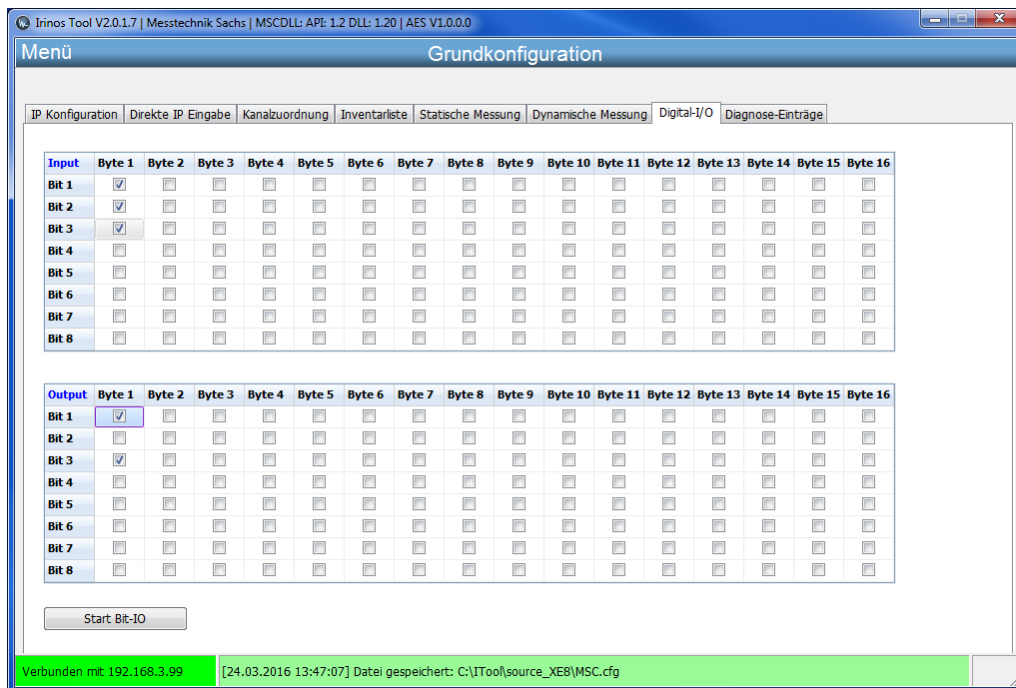 Irinos Tool V2.0.1.7 | Messtechnik Sachs | MSCDLL: API: 1.2 DLL: 1.20 | AES V1.0.0.0
Menü Grundkonfiguration
IP Konfiguration Direkte IP Eingabe Kanalzuordnung Inventarliste Statische Messung Dynamische Messung Digital-I/O Diagnose-Einträge
Input Byte 1 Byte 2 Byte 3 Byte 4 Byte 5 Byte 6 Byte 7 Byte 8 Byte 9 Byte 10 Byte 11 Byte 12 Byte 13 Byte 14 Byte 15 Byte 16
Bit 1
Bit 2
Bit 3
Bit 4
Bit 5
Bit 6
Bit 7
Bit 8
Output Byte 1 Byte 2 Byte 3 Byte 4 Byte 5 Byte 6 Byte 7 Byte 8 Byte 9 Byte 10 Byte 11 Byte 12 Byte 13 Byte 14 Byte 15 Byte 16
Bit 1
Bit 2
Bit 3
Bit 4
Bit 5
Bit 6
Bit 7
Bit 8
Start Bit-IO
Verbunden mit 192.168.3.99 [24.03.2016 13:47:07] Datei gespeichert: C:\ITool\source_XE8\MSC.cfg